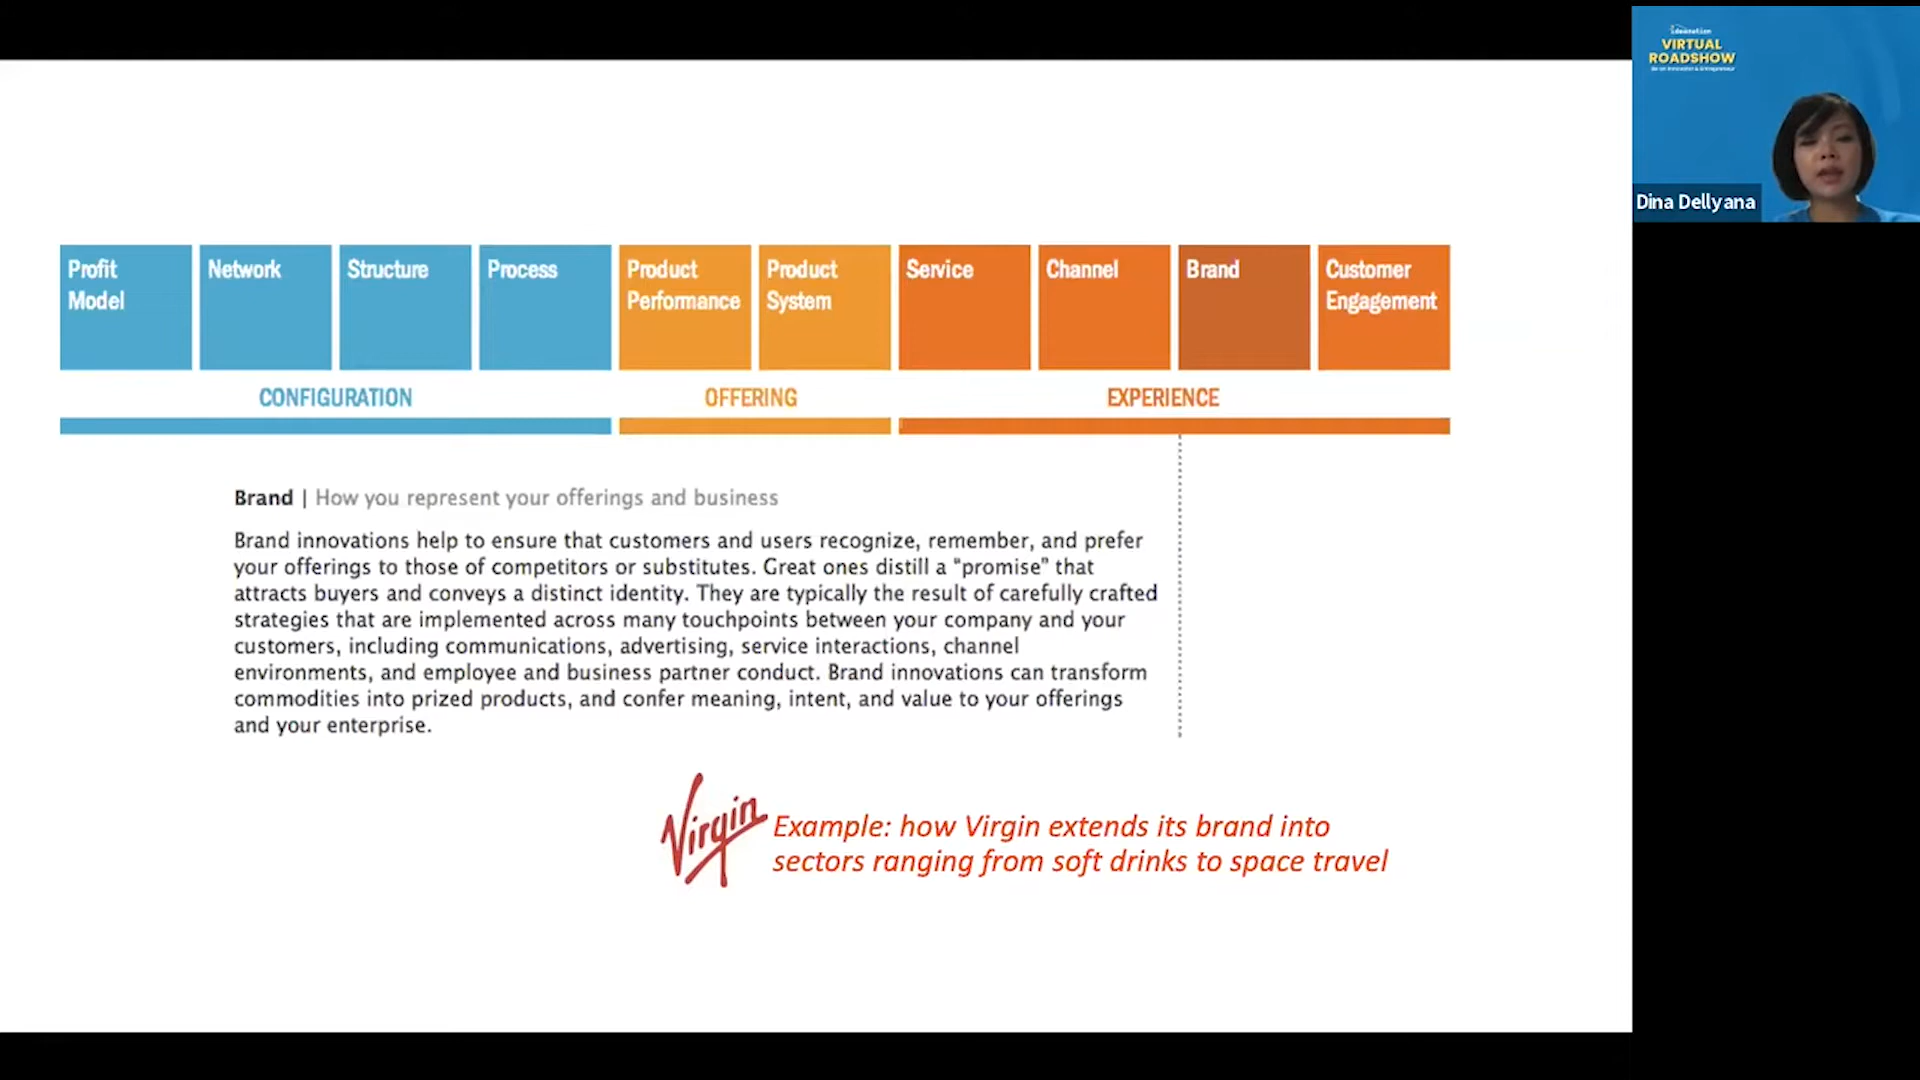 Profit
Model
Network
Structure
Process
Product
Performance
Product
System
Service
Channel
Brand
Customer
Engagement
CONFIGURATION
OFFERING
EXPERIENCE
Brand | How you represent your offerings and business
Brand innovations help to ensure that customers and users recognize, remember, and prefer
your offerings to those of competitors or substitutes. Great ones distill a “promise” that
attracts buyers and conveys a distinct identity. They are typically the result of carefully crafted
strategies that are implemented across many touchpoints between your company and your
customers, including communications, advertising, service interactions, channel
environments, and employee and business partner conduct. Brand innovations can transform
commodities into prized products, and confer meaning, intent, and value to your offerings
and your enterprise.
Virgin
Example: how Virgin extends its brand into
sectors ranging from soft drinks to space travel
ideanation
VIRTUAL
ROADSHOW
Be an Innovator & Entrepreneur
Dina Dellyana